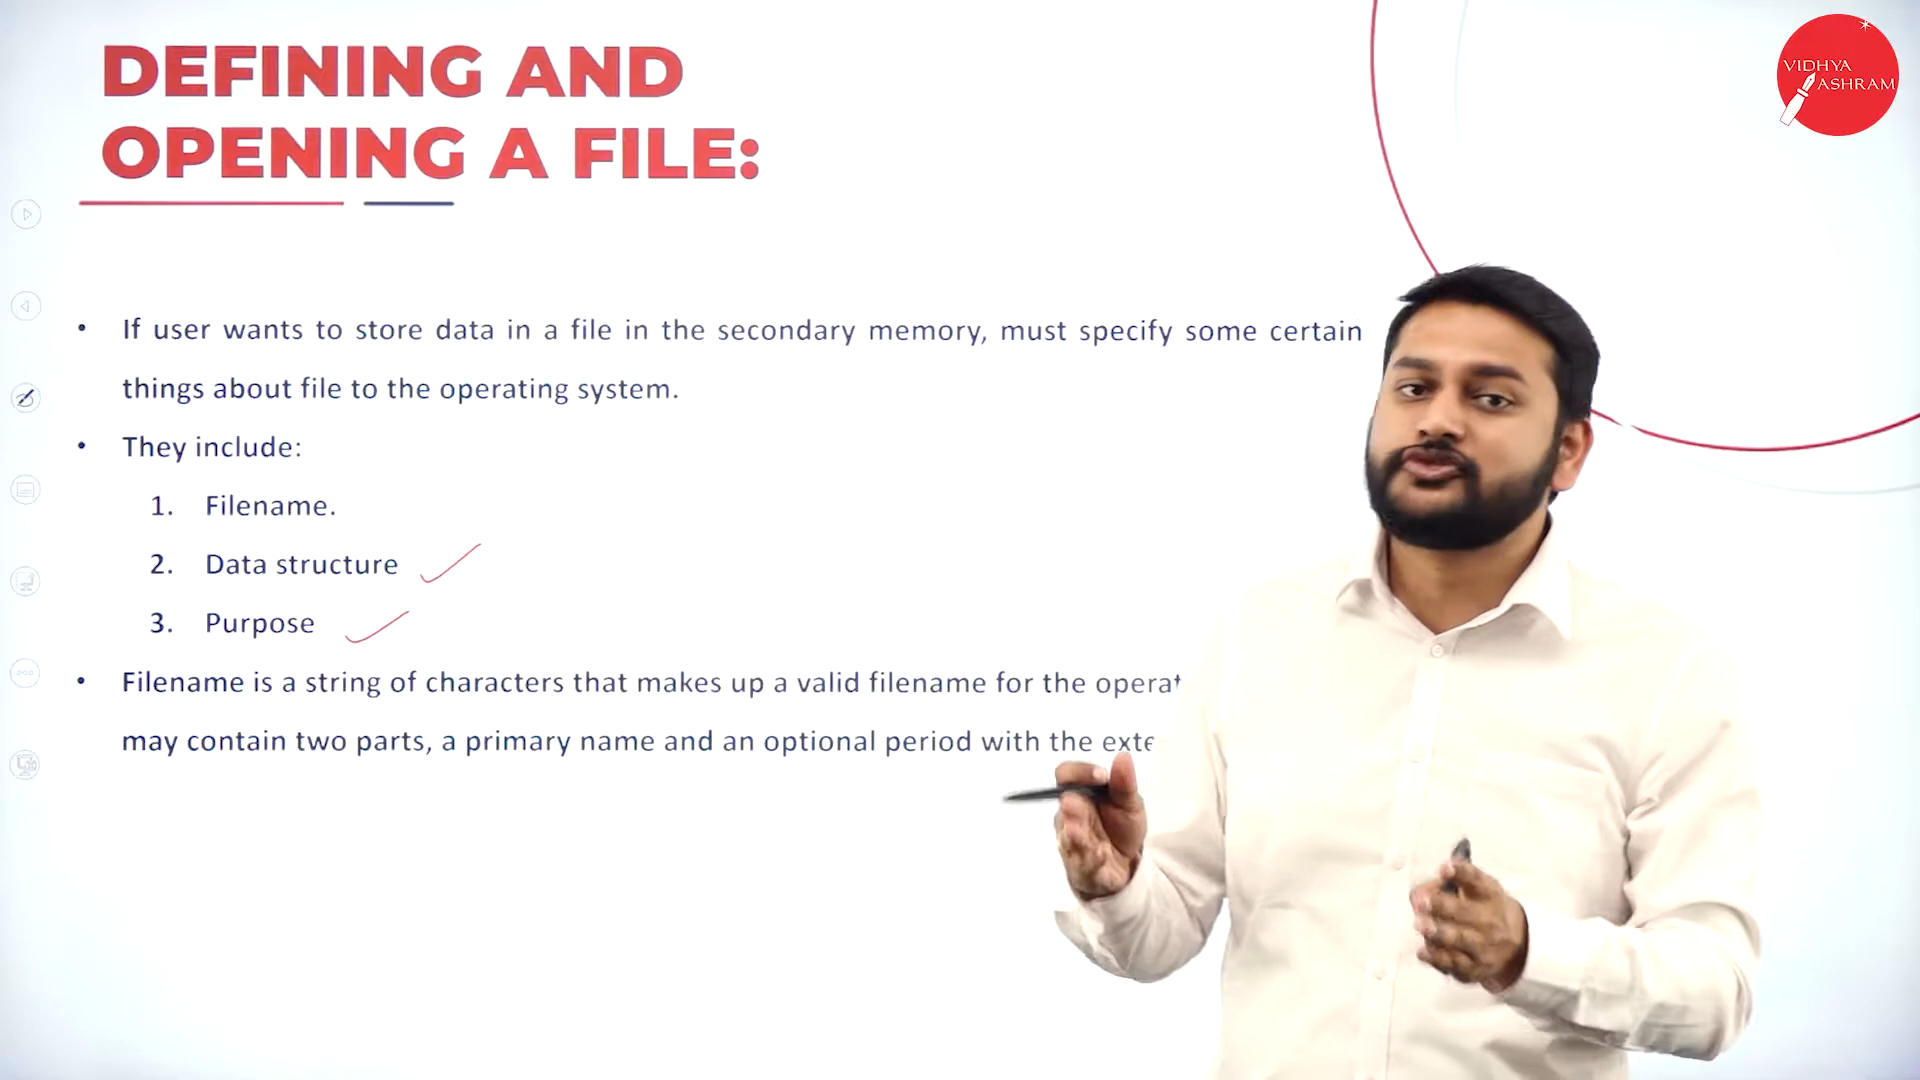 DEFINING AND
OPENING A FILE:
VIDHYA
ASHRAM
• If user wants to store data in a file in the secondary memory, must specify some certain
things about file to the operating system.
• They include:
1. Filename.
2. Data structure
3. Purpose
• Filename is a string of characters that makes up a valid filename for the
may contain two parts, a primary name and an optional period with the